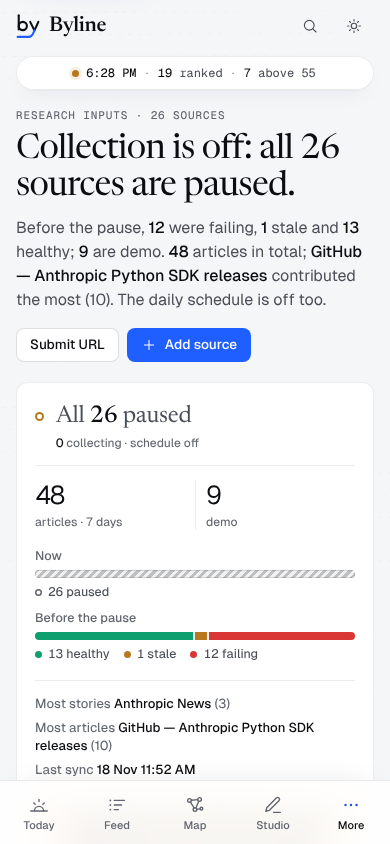 by Byline
6:28 PM · 19 ranked · 7 above 55
RESEARCH INPUTS · 26 SOURCES
Collection is off: all 26
sources are paused.
Before the pause, 12 were failing, 1 stale and 13
healthy; 9 are demo. 48 articles in total; GitHub
— Anthropic Python SDK releases contributed
the most (10). The daily schedule is off too.
Submit URL
Add source
All 26 paused
0 collecting · schedule off
48
articles · 7 days
9
demo
Now
26 paused
Before the pause
13 healthy 1 stale 12 failing
Most stories Anthropic News (3)
Most articles GitHub — Anthropic Python SDK
releases (10)
Last sync 18 Nov 11:52 AM
Today Feed Map Studio More